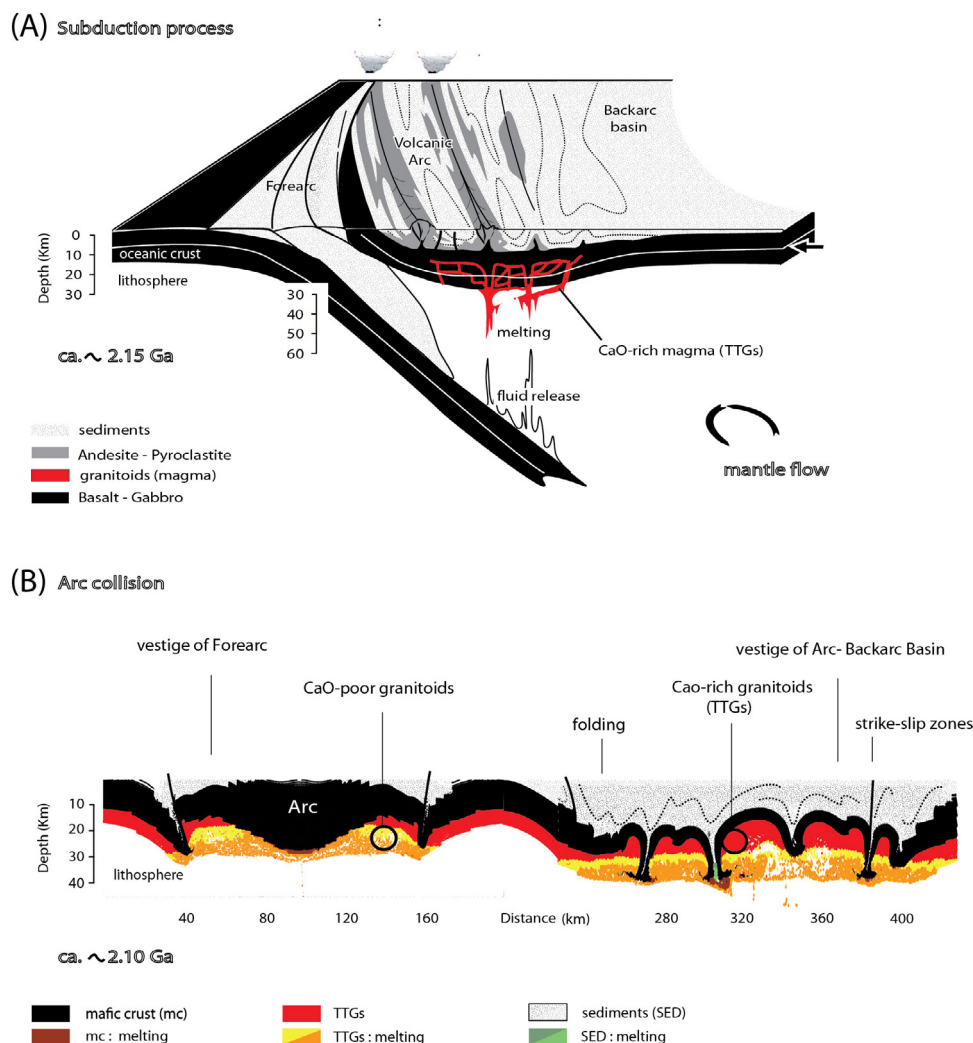 (A) Subduction process
:
Backarc
basin
Volcanic
Arc
Forearc
0
10
20
30
Depth (Km)
oceanic crust
lithosphere
30
40
50
60
melting
CaO-rich magma (TTGs)
ca. ~ 2.15 Ga
fluid release
mantle flow
sediments
Andesite - Pyroclastite
granitoids (magma)
Basalt - Gabbro
(B) Arc collision
vestige of Forearc
vestige of Arc- Backarc Basin
CaO-poor granitoids
Cao-rich granitoids
(TTGs)
folding
strike-slip zones
Arc
10
20
30
40
Depth (Km)
lithosphere
40
80
120
160
Distance (km)
280
320
360
400
ca. ~ 2.10 Ga
mafic crust (mc)
TTGs
sediments (SED)
mc : melting
TTGs : melting
SED : melting